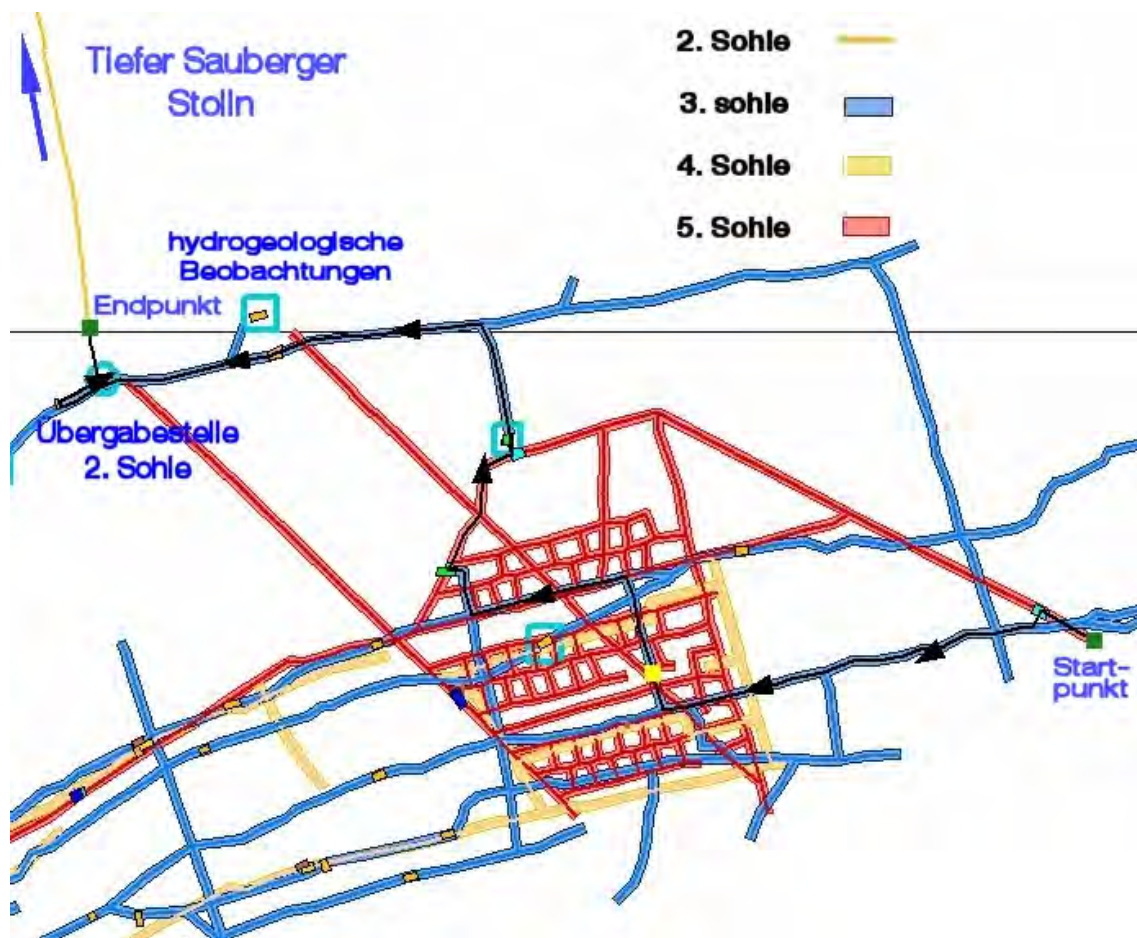 Tiefer Sauberger
Stolln
2. Sohle
3. sohle
4. Sohle
5. Sohle
hydrogeologische
Beobachtungen
Endpunkt
Übergabestelle
2. Sohle
Start-
punkt